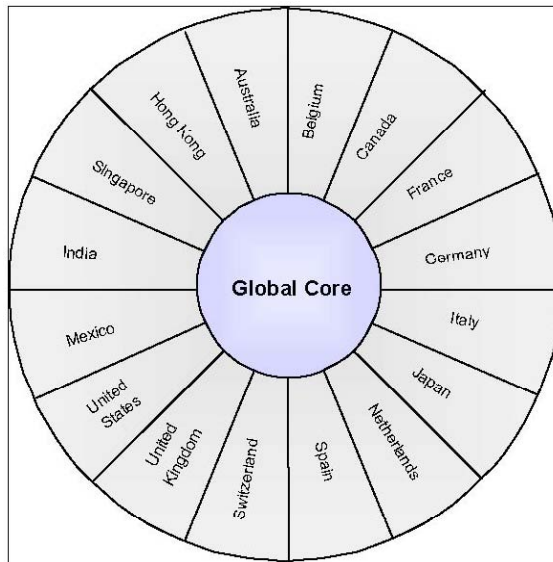 Australia
Belgium
Canada
France
Germany
Italy
Japan
Netherlands
Spain
Switzerland
United
Kingdom
United
States
Mexico
India
Singapore
Hong Kong
Global Core